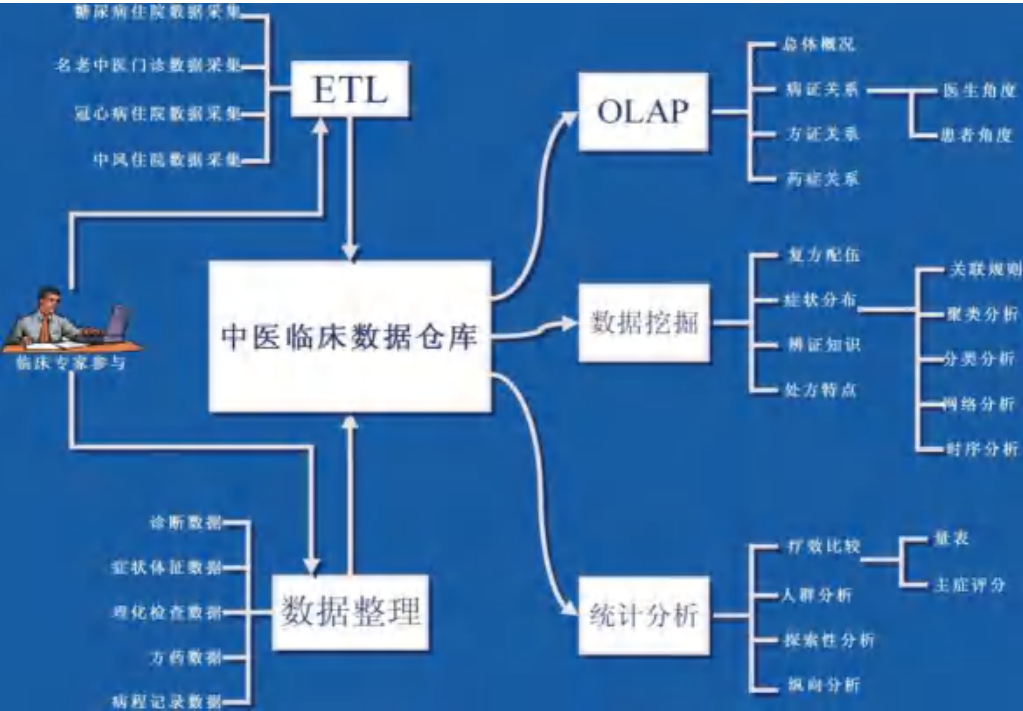 糖尿病住院数据采集
名老中医门诊数据采集
冠心病住院数据采集
中风住院数据采集
ETL
OLAP
总体概况
病证关系
方证关系
药症关系
医生角度
患者角度
临床专家参与
中医临床数据仓库
数据挖掘
复方配伍
症状分布
辨证知识
处方特点
关联规则
聚类分析
分类分析
网络分析
时序分析
诊断数据
症状体征数据
理化检查数据
方药数据
病程记录数据
数据整理
统计分析
疗效比较
人群分析
探索性分析
纵向分析
量表
主症评分